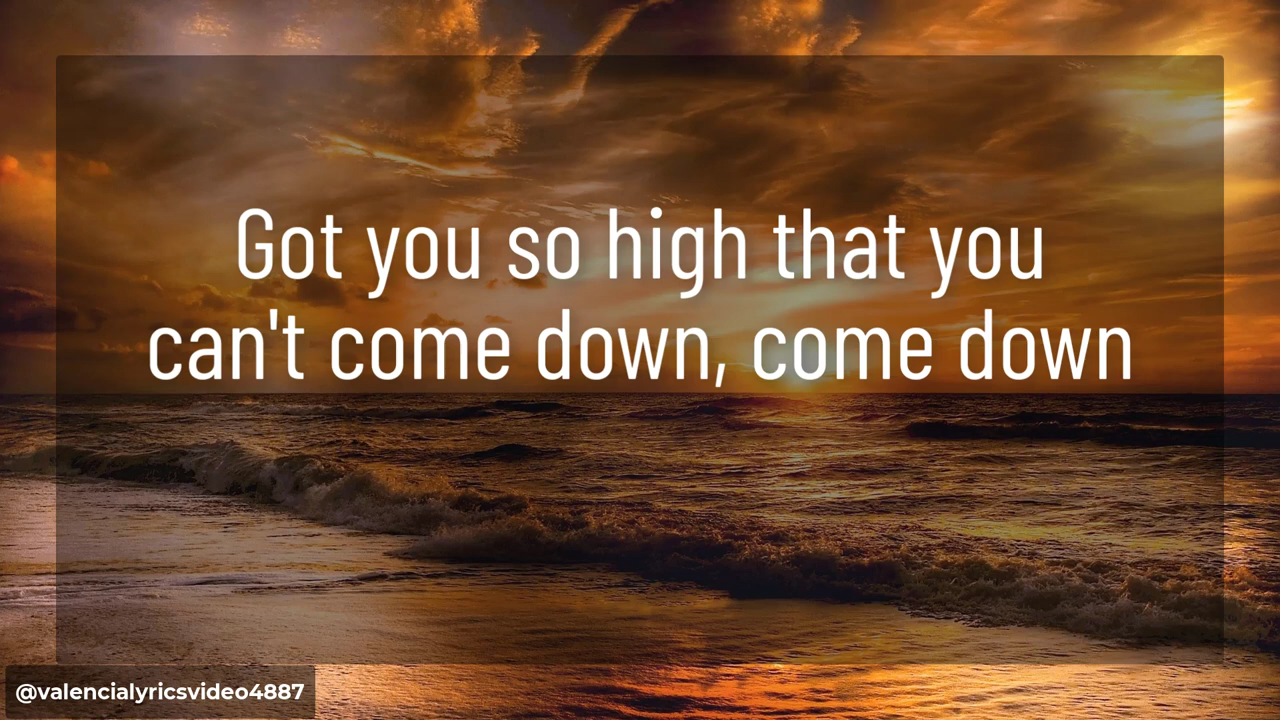 Got you so high that you
can't come down, come down
@valencialyricsvideo4887